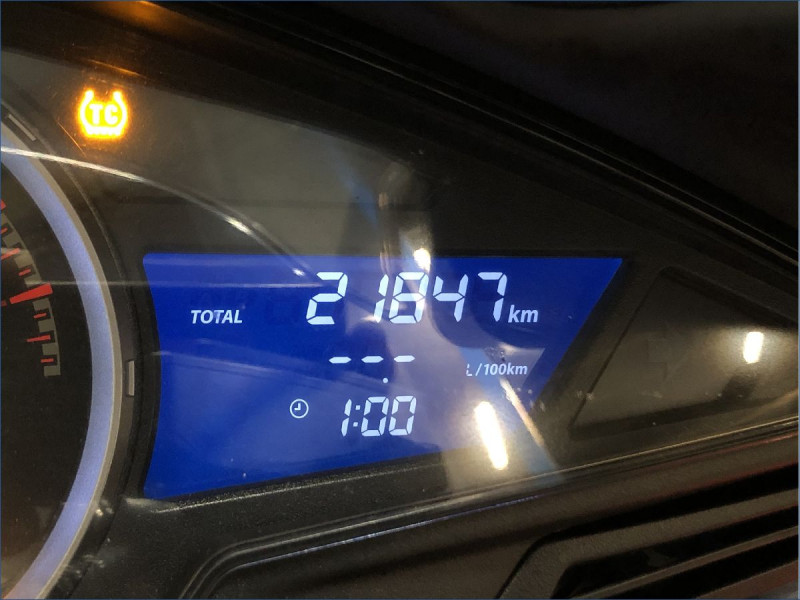 TC
TOTAL 21847 km
---.- L/100km
1:00